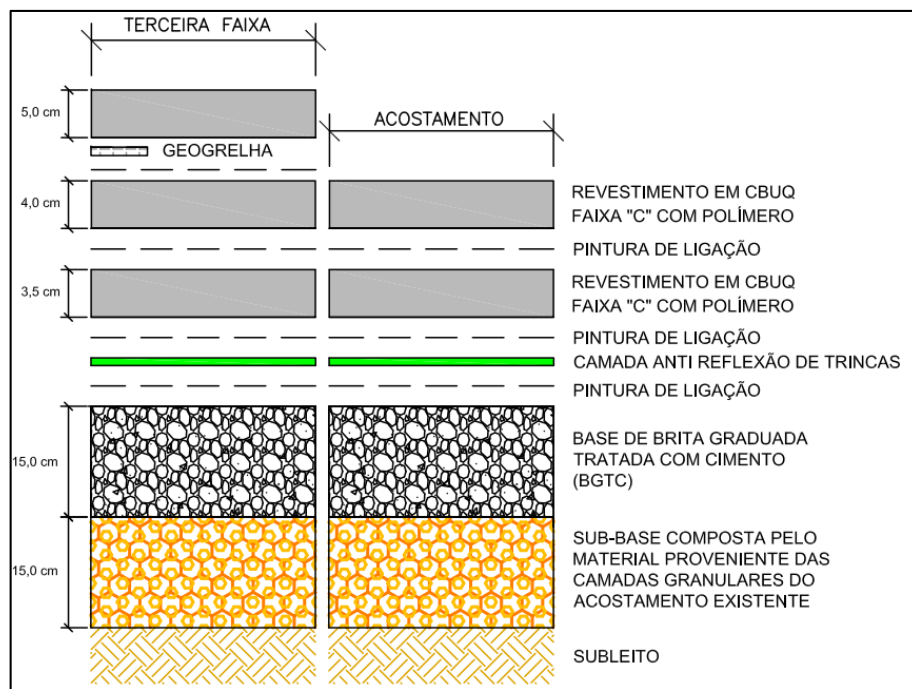 TERCEIRA FAIXA
5,0 cm
ACOSTAMENTO
GEOGRELHA
4,0 cm
REVESTIMENTO EM CBUQ
FAIXA "C" COM POLÍMERO
PINTURA DE LIGAÇÃO
3,5 cm
REVESTIMENTO EM CBUQ
FAIXA "C" COM POLÍMERO
PINTURA DE LIGAÇÃO
CAMADA ANTI REFLEXÃO DE TRINCAS
PINTURA DE LIGAÇÃO
15,0 cm
BASE DE BRITA GRADUADA
TRATADA COM CIMENTO
(BGTC)
15,0 cm
SUB-BASE COMPOSTA PELO
MATERIAL PROVENIENTE DAS
CAMADAS GRANULARES DO
ACOSTAMENTO EXISTENTE
SUBLEITO